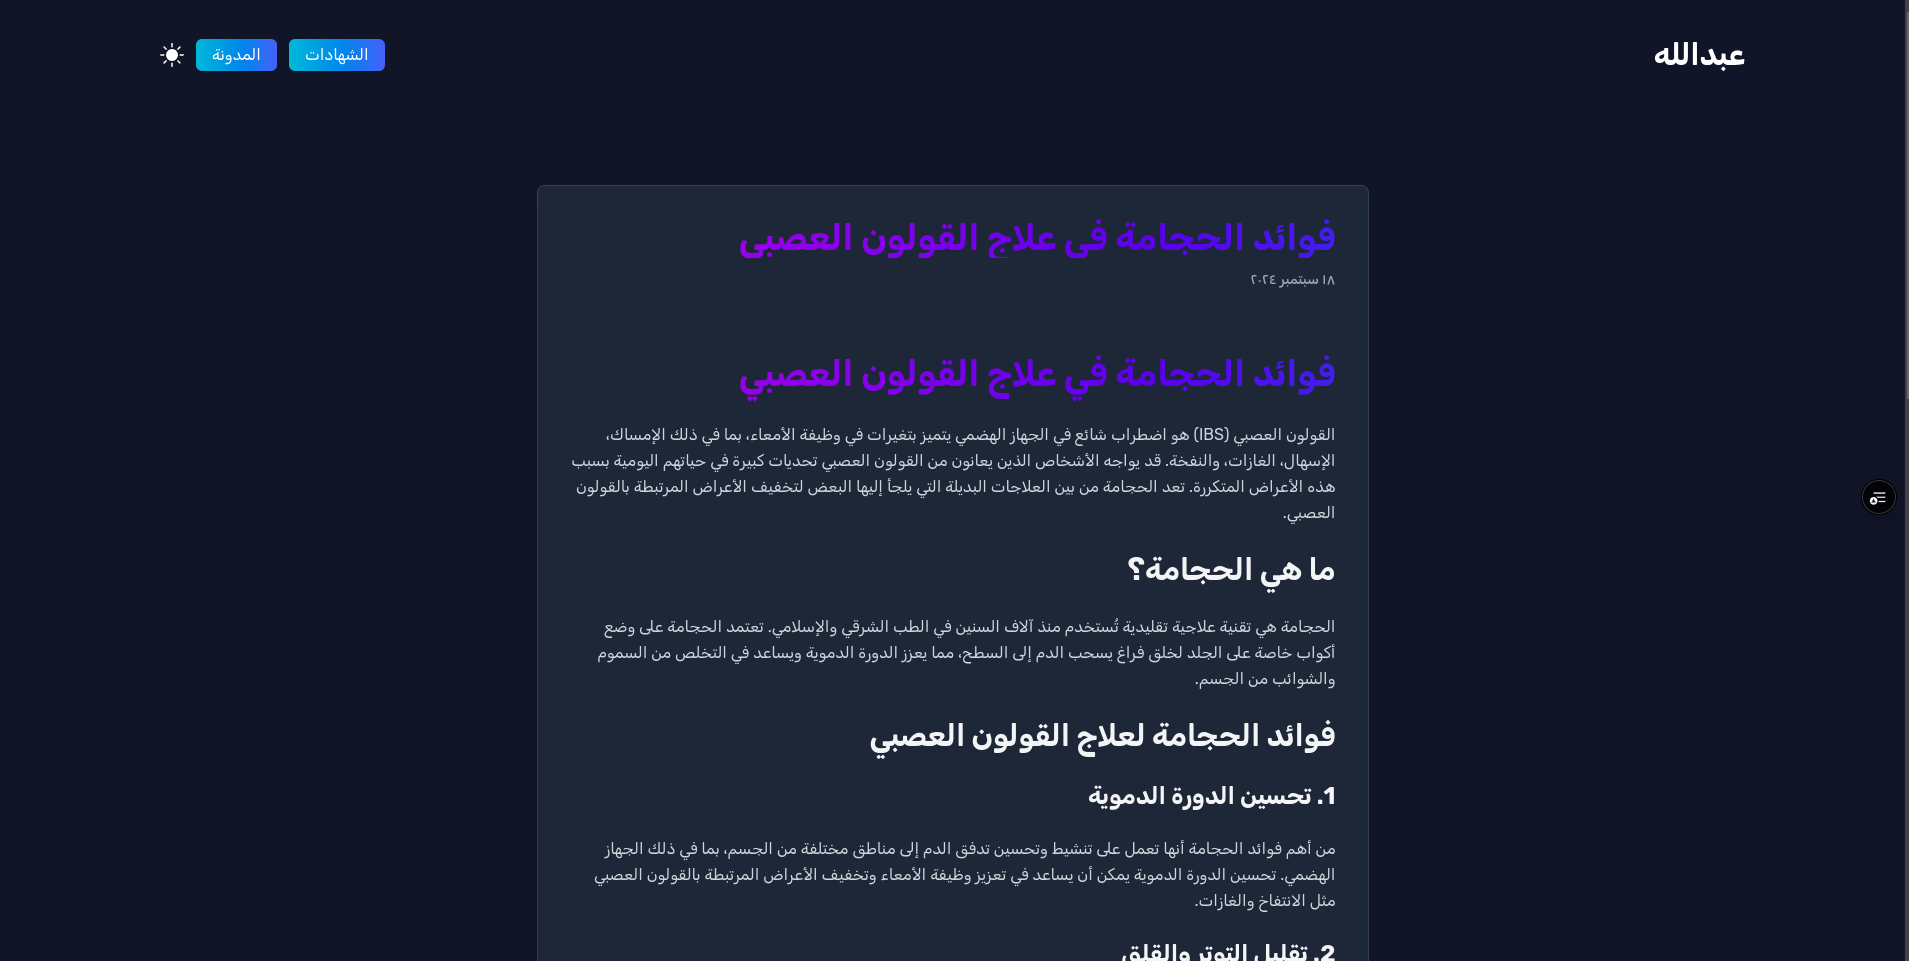 عبدالله
الشهادات
المدونة
فوائد الحجامة في علاج القولون العصبي
١٨ سبتمبر ٢٠٢٤
فوائد الحجامة في علاج القولون العصبي
القولون العصبي (IBS) هو اضطراب شائع في الجهاز الهضمي يتميز بتغيرات في وظيفة الأمعاء، بما في ذلك الإمساك،
الإسهال، الغازات، والنفخة. قد يواجه الأشخاص الذين يعانون من القولون العصبي تحديات كبيرة في حياتهم اليومية بسبب
هذه الأعراض المتكررة. تعد الحجامة من بين العلاجات البديلة التي يلجأ إليها البعض لتخفيف الأعراض المرتبطة بالقولون
العصبي.
ما هي الحجامة؟
الحجامة هي تقنية علاجية تقليدية تُستخدم منذ آلاف السنين في الطب الشرقي والإسلامي. تعتمد الحجامة على وضع
أكواب خاصة على الجلد لخلق فراغ يسحب الدم إلى السطح، مما يعزز الدورة الدموية ويساعد في التخلص من السموم
والشوائب من الجسم.
فوائد الحجامة لعلاج القولون العصبي
1. تحسين الدورة الدموية
من أهم فوائد الحجامة أنها تعمل على تنشيط وتحسين تدفق الدم إلى مناطق مختلفة من الجسم، بما في ذلك الجهاز
الهضمي. تحسين الدورة الدموية يمكن أن يساعد في تعزيز وظيفة الأمعاء وتخفيف الأعراض المرتبطة بالقولون العصبي
مثل الانتفاخ والغازات.
2. تقليل التوتر والقلق